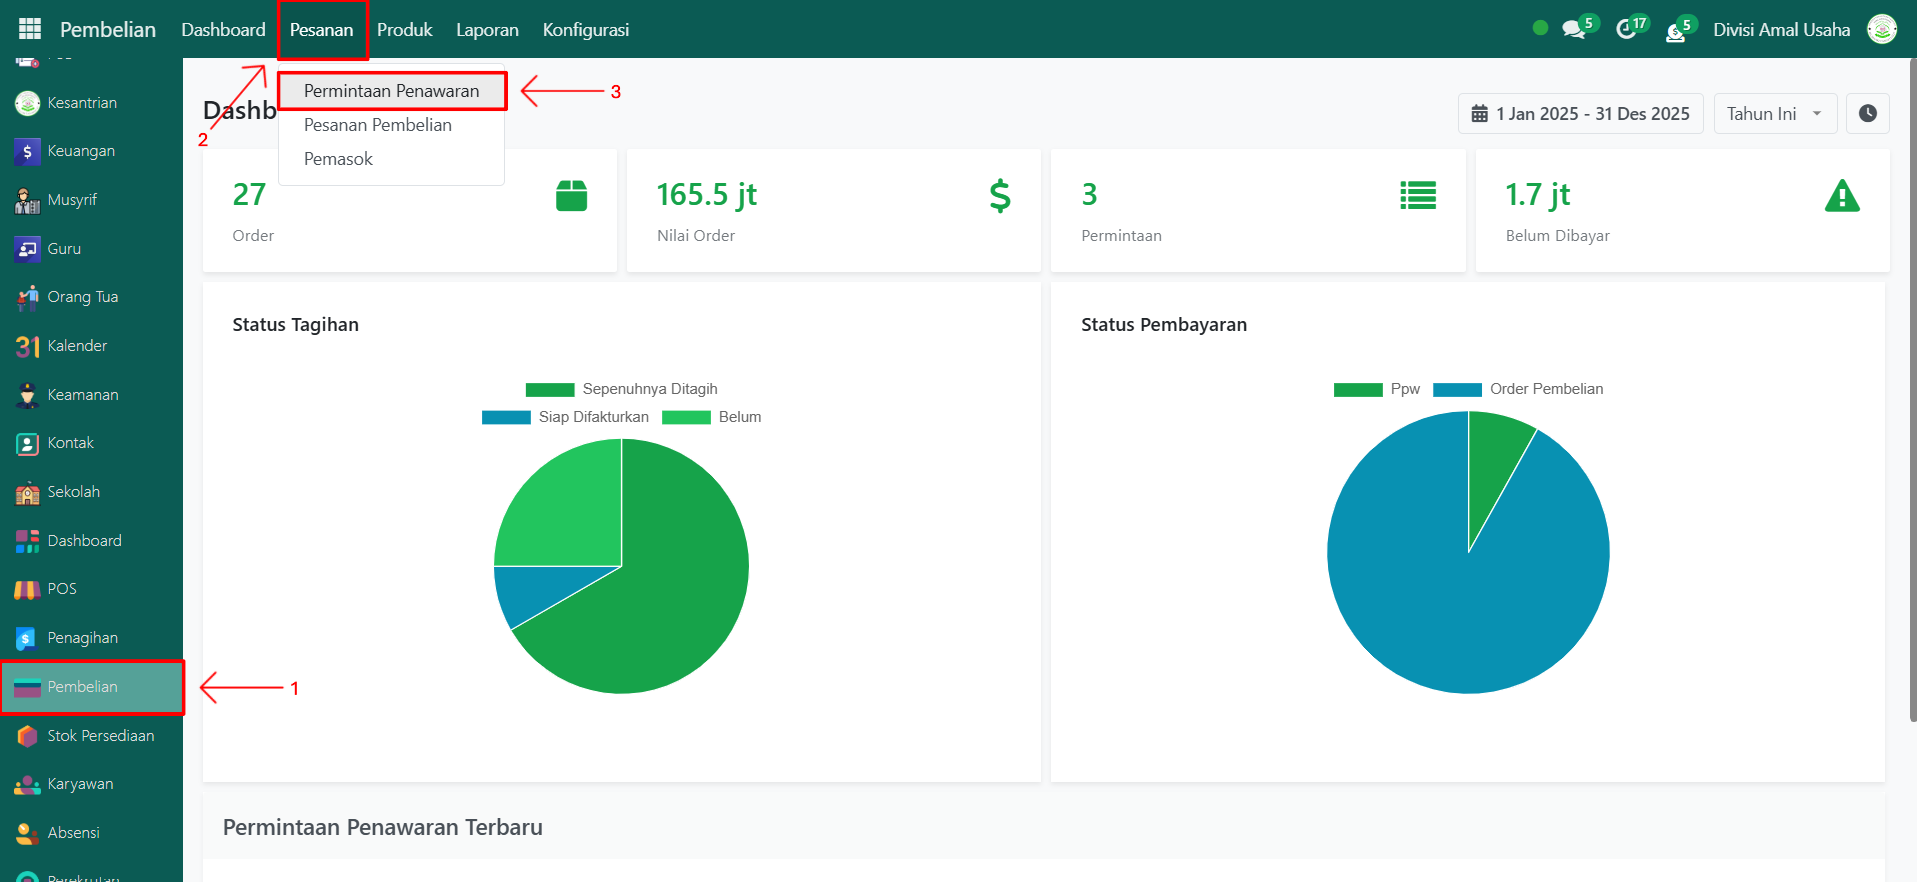 Pembelian Dashboard Pesanan Produk Laporan Konfigurasi 5 17 5 Divisi Amal Usaha
Kesantrian
Keuangan
Musyrif
Guru
Orang Tua
31 Kalender
Keamanan
Kontak
Sekolah
Dashboard
POS
Penagihan
Pembelian
Stok Persediaan
Karyawan
Absensi
Perekrutan
1
2
3
Permintaan Penawaran
Pesanan Pembelian
Pemasok
Dashb
1 Jan 2025 - 31 Des 2025 Tahun Ini
27
Order
165.5 jt
Nilai Order
$
3
Permintaan
1.7 jt
Belum Dibayar
Status Tagihan
Sepenuhnya Ditagih
Siap Difakturkan Belum
Status Pembayaran
Ppw Order Pembelian
Permintaan Penawaran Terbaru